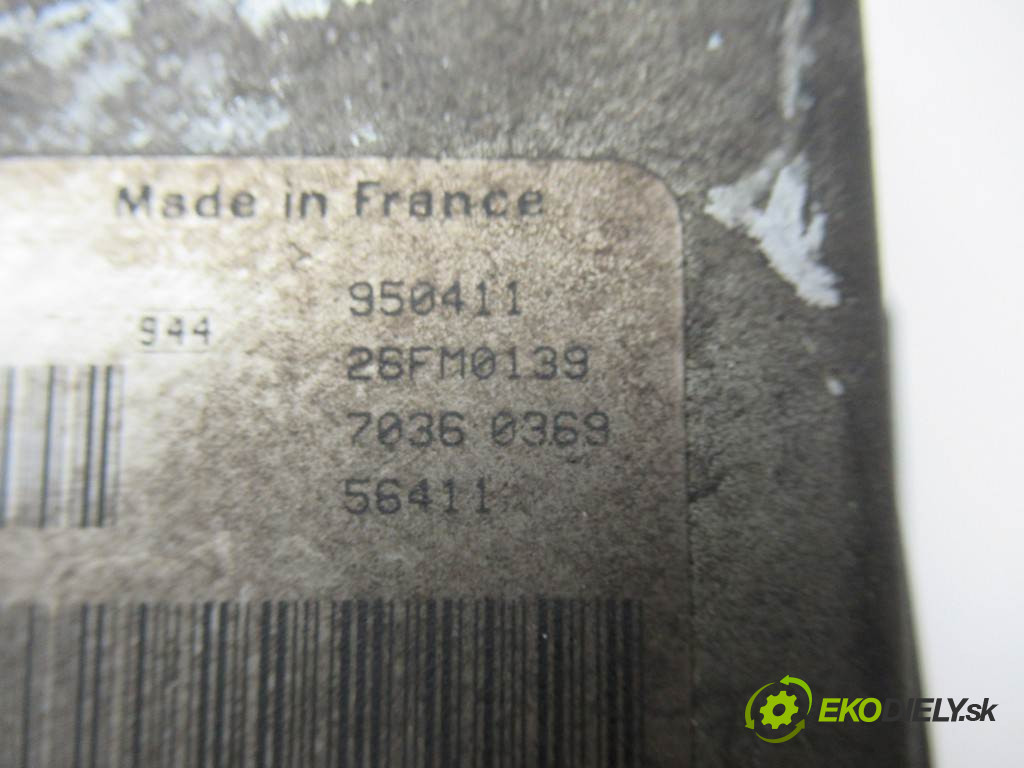 Made in France
950411
944
26FM0139
7036 0369
56411
EKODIELY.sk